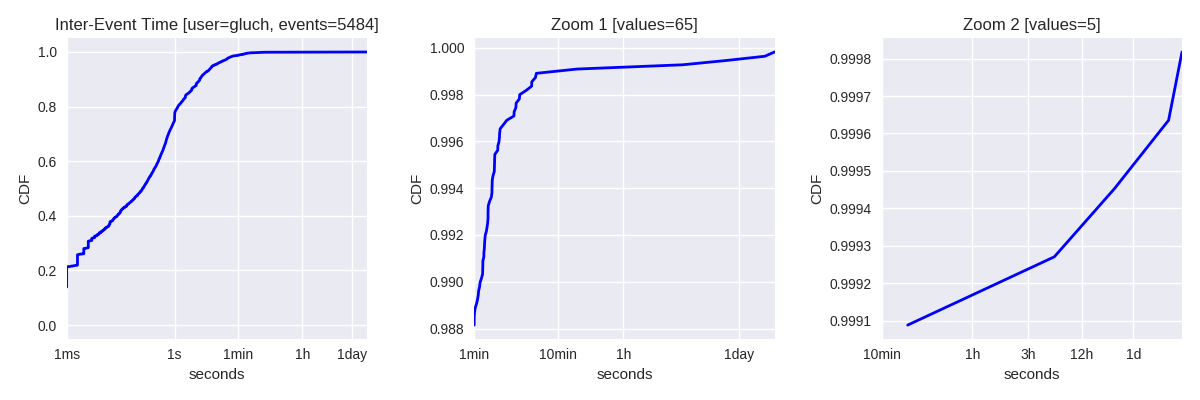 Inter-Event Time [user=gluch, events=5484]
CDF
1.0
0.8
0.6
0.4
0.2
0.0
1ms 1s 1min 1h 1day
seconds
Zoom 1 [values=65]
CDF
1.000
0.998
0.996
0.994
0.992
0.990
0.988
1min 10min 1h 1day
seconds
Zoom 2 [values=5]
CDF
0.9998
0.9997
0.9996
0.9995
0.9994
0.9993
0.9992
0.9991
10min 1h 3h 12h 1d
seconds